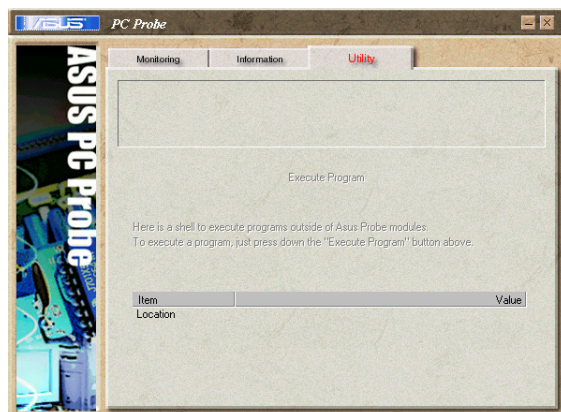 ASUS PC Probe
Monitoring Information Utility
ASUS PC Probe
Execute Program
Here is a shell to execute programs outside of Asus Probe modules.
To execute a program, just press down the "Execute Program" button above.
Item Value
Location